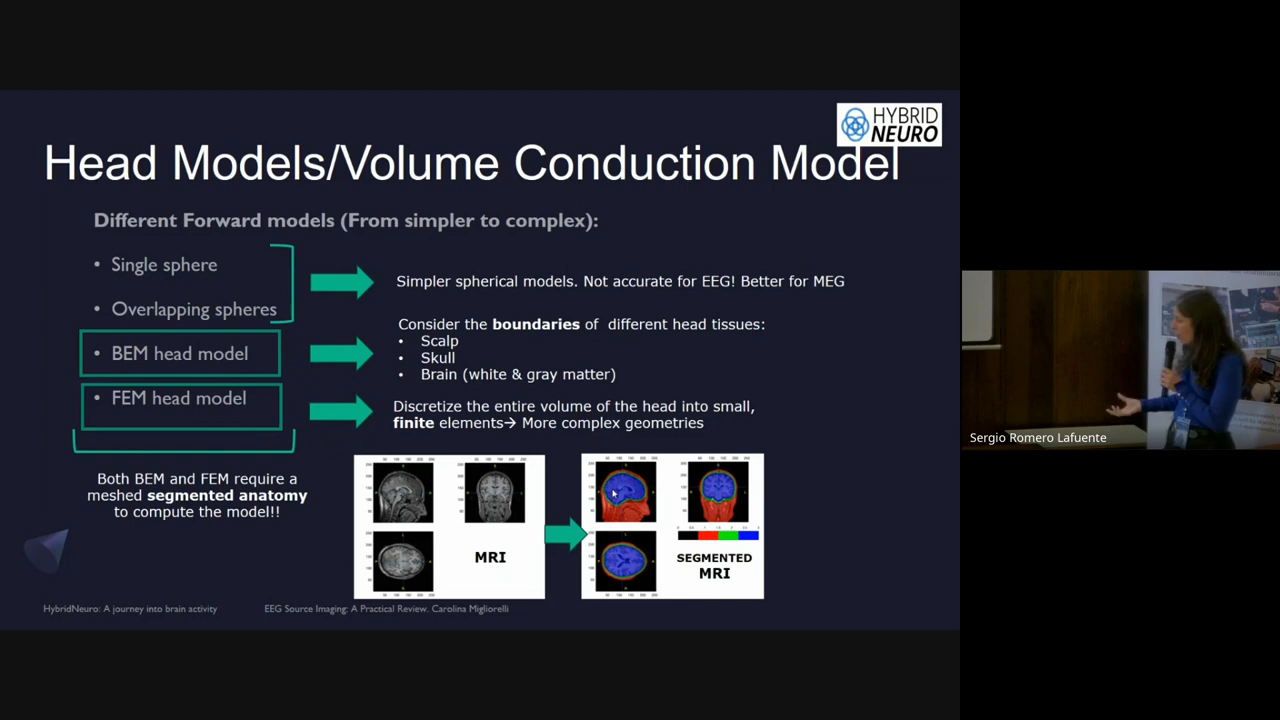 HYBRID
NEURO
Head Models/Volume Conduction Model
Different Forward models (From simpler to complex):
• Single sphere
• Overlapping spheres
• BEM head model
• FEM head model
Simpler spherical models. Not accurate for EEG! Better for MEG
Consider the boundaries of different head tissues:
• Scalp
• Skull
• Brain (white & gray matter)
Discretize the entire volume of the head into small,
finite elements→ More complex geometries
Both BEM and FEM require a
meshed segmented anatomy
to compute the model!!
MRI
SEGMENTED
MRI
HybridNeuro: A journey into brain activity
EEG Source Imaging: A Practical Review. Carolina Migliorelli
Sergio Romero Lafuente